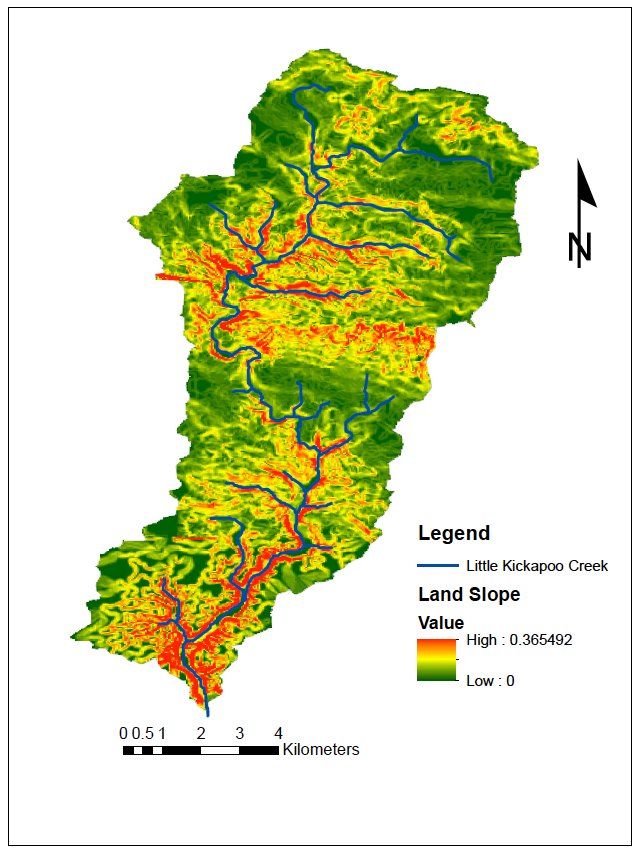 N
Legend
Little Kickapoo Creek
Land Slope
Value
High : 0.365492
Low : 0
0 0.5 1 2 3 4
Kilometers